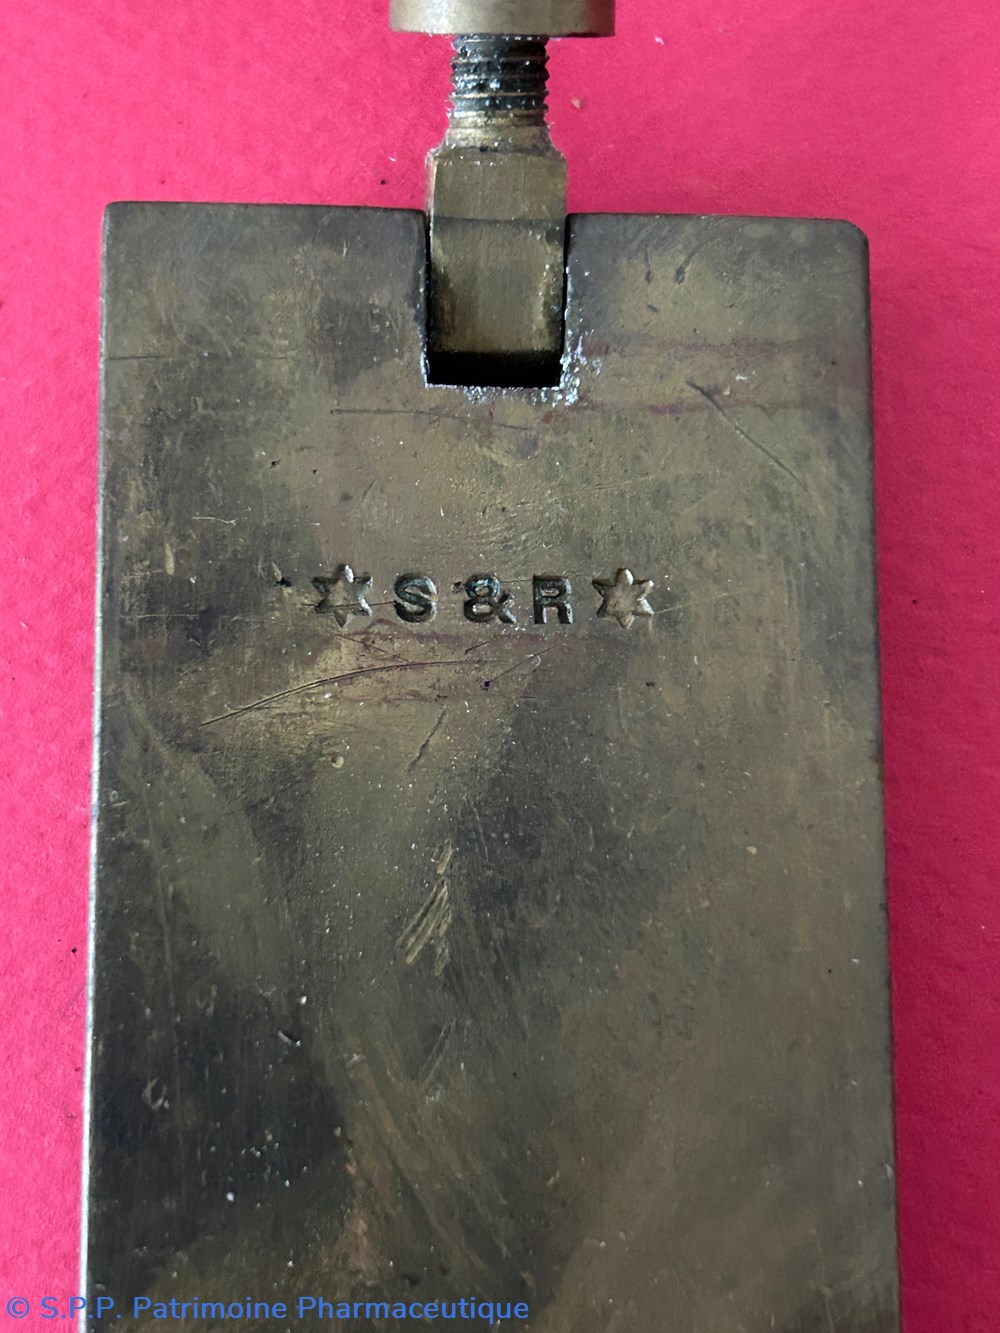 ✶ S & R ✶
© S.P.P. Patrimoine Pharmaceutique